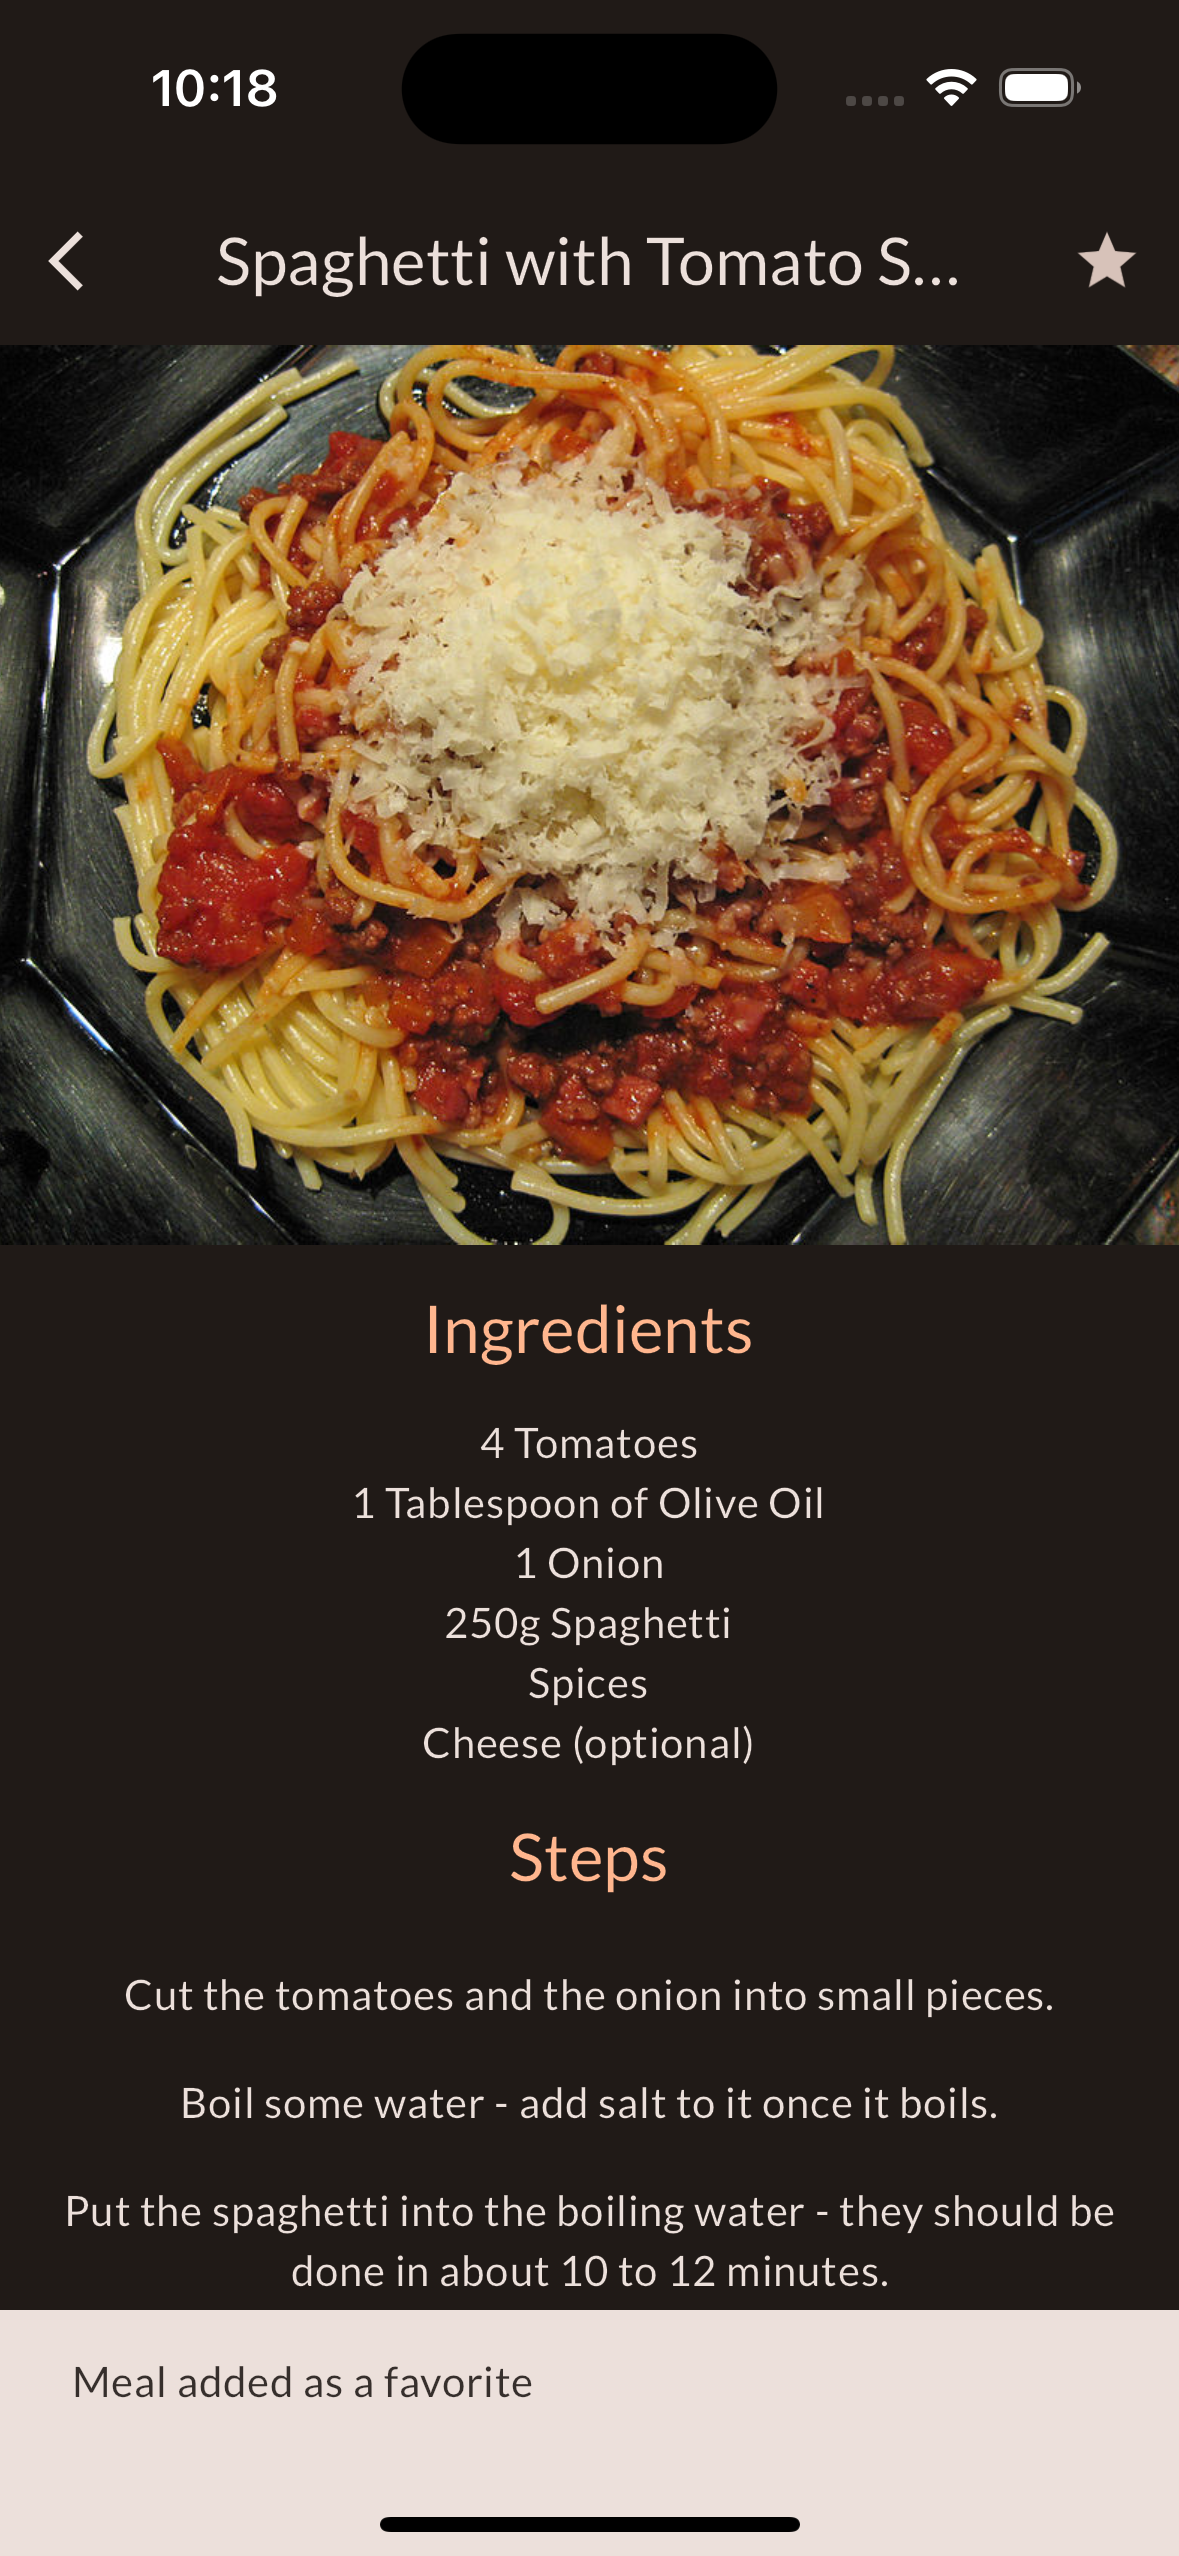 10:18
Spaghetti with Tomato S...
Ingredients
4 Tomatoes
1 Tablespoon of Olive Oil
1 Onion
250g Spaghetti
Spices
Cheese (optional)
Steps
Cut the tomatoes and the onion into small pieces.
Boil some water - add salt to it once it boils.
Put the spaghetti into the boiling water - they should be
done in about 10 to 12 minutes.
Meal added as a favorite